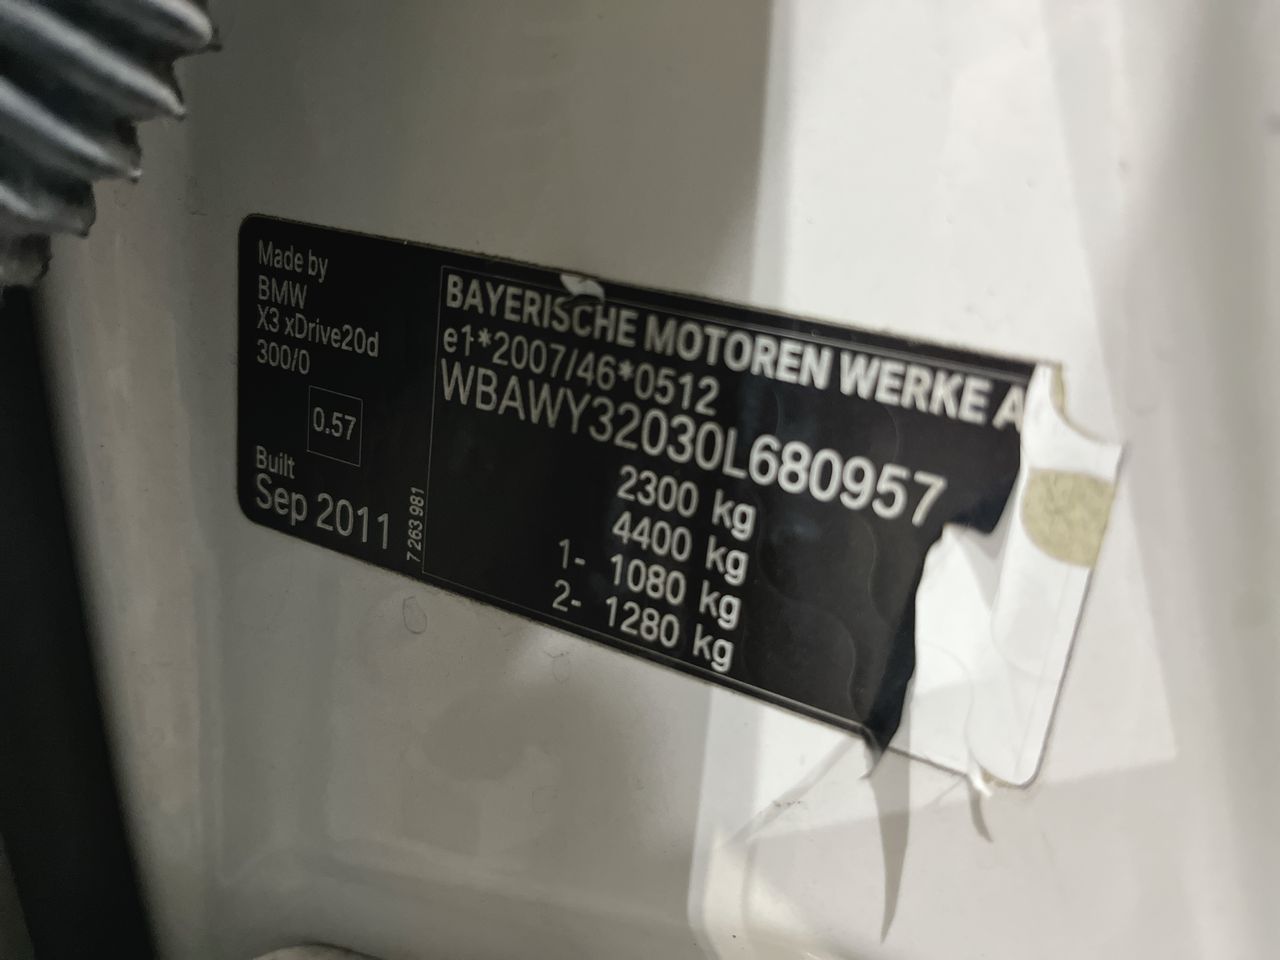 Made by
BMW
X3 xDrive20d
300/0
0.57
Built
Sep 2011
7 263 981
BAYERISCHE MOTOREN WERKE A
e1*2007/46*0512
WBAWY32030L680957
2300 kg
4400 kg
1- 1080 kg
2- 1280 kg